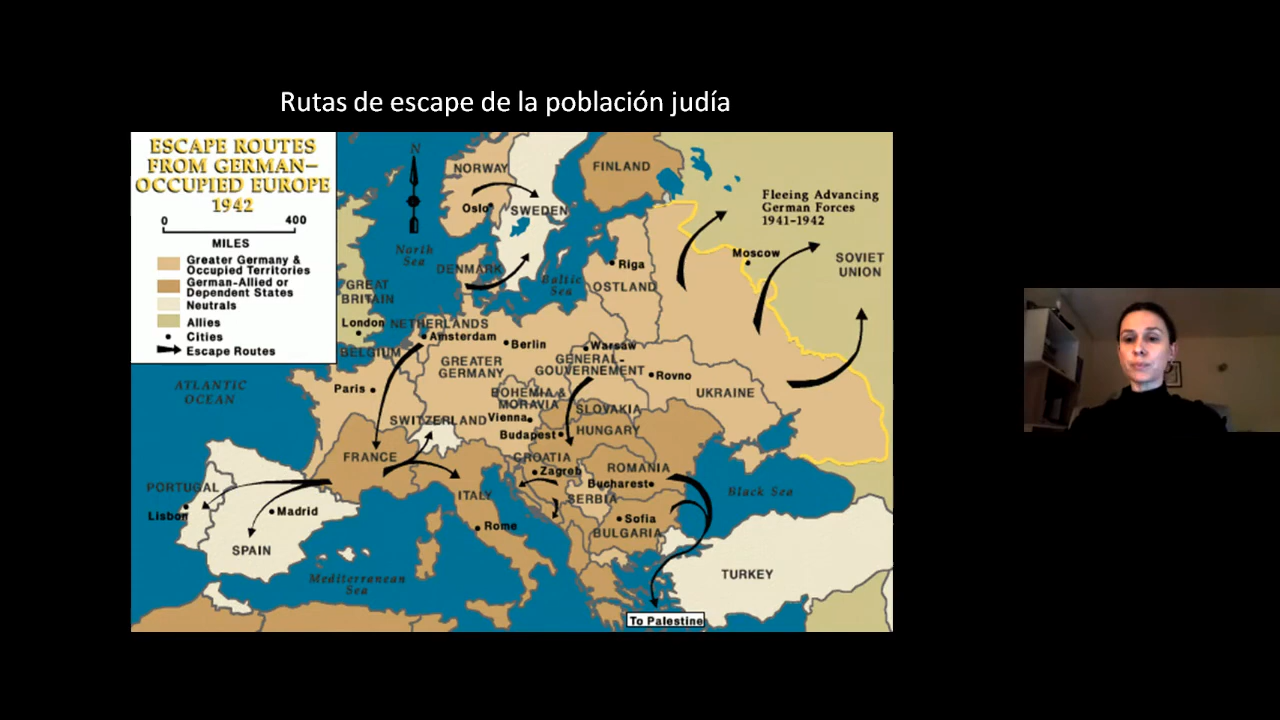 Rutas de escape de la población judía
ESCAPE ROUTES
FROM GERMAN–
OCCUPIED EUROPE
1942
0 400
MILES
Greater Germany &
Occupied Territories
German-Allied or
Dependent States
Neutrals
Allies
Cities
Escape Routes
N
NORWAY
FINLAND
Oslo
SWEDEN
Fleeing Advancing
German Forces
1941–1942
North
Sea
Moscow
SOVIET
UNION
DENMARK
Riga
Baltic
Sea
OSTLAND
GREAT
BRITAIN
London
NETHERLANDS
Amsterdam
Berlin
Warsaw
BELGIUM
GREATER
GERMANY
GENERAL-
GOUVERNEMENT
Rovno
ATLANTIC
OCEAN
Paris
BOHEMIA &
MORAVIA
UKRAINE
SLOVAKIA
SWITZERLAND
Vienna
Budapest
HUNGARY
FRANCE
CROATIA
Zagreb
ROMANIA
Bucharest
PORTUGAL
Lisbon
Madrid
ITALY
SERBIA
Black Sea
Rome
Sofia
BULGARIA
SPAIN
TURKEY
Mediterranean
Sea
To Palestine